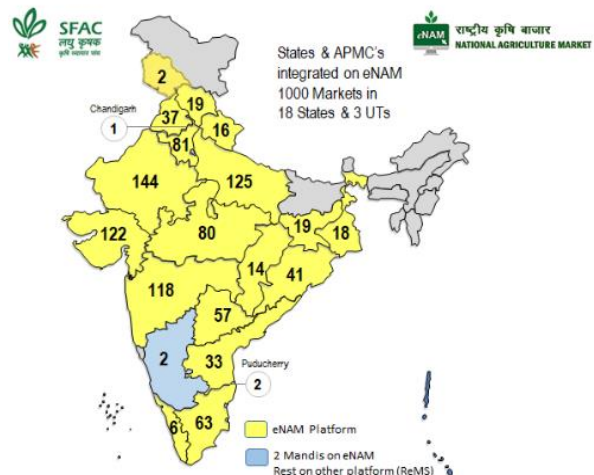 SFAC
लघु कृषक
कृषि व्यापार संघ
eNAM
राष्ट्रीय कृषि बाजार
NATIONAL AGRICULTURE MARKET
States & APMC's
integrated on eNAM
1000 Markets in
18 States & 3 UTs
2
Chandigarh
1
19
37
16
81
144
125
122
80
19
18
14
41
118
57
2
33
Puducherry
2
6
63
eNAM Platform
2 Mandis on eNAM
Rest on other platform (ReMS)